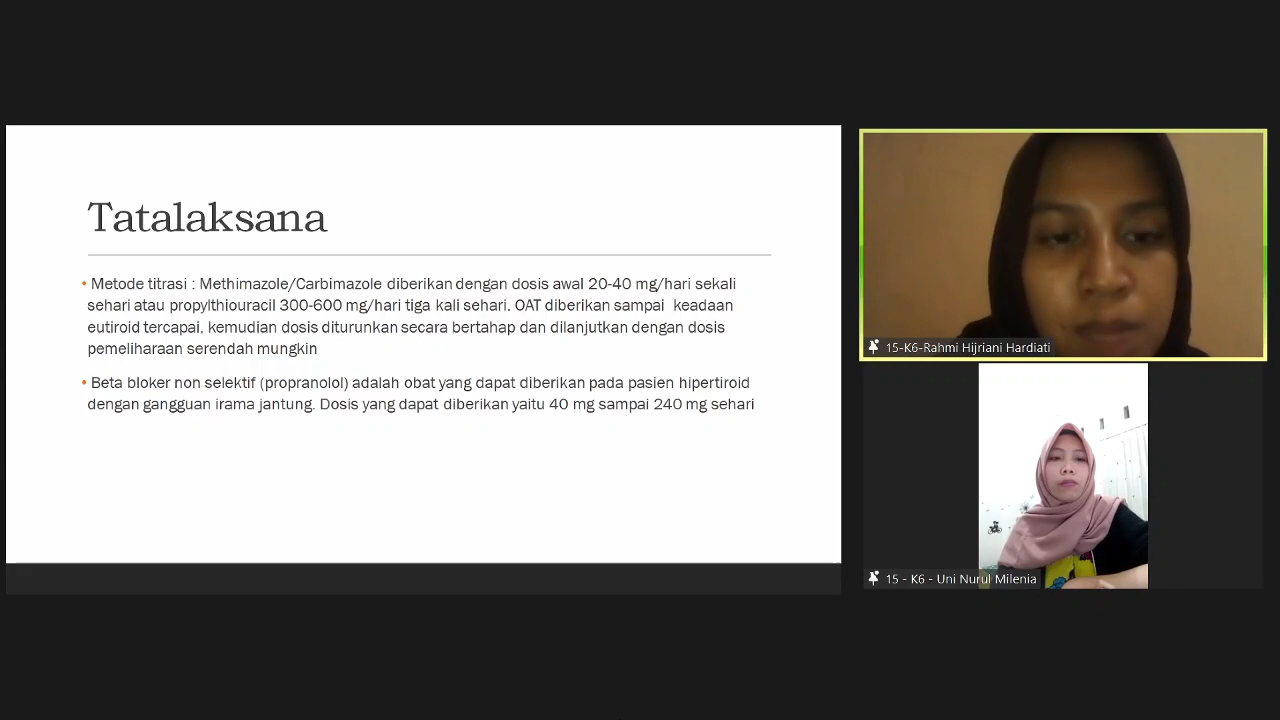 Tatalaksana
• Metode titrasi : Methimazole/Carbimazole diberikan dengan dosis awal 20-40 mg/hari sekali
sehari atau propylthiouracil 300-600 mg/hari tiga kali sehari. OAT diberikan sampai keadaan
eutiroid tercapai, kemudian dosis diturunkan secara bertahap dan dilanjutkan dengan dosis
pemeliharaan serendah mungkin
• Beta bloker non selektif (propranolol) adalah obat yang dapat diberikan pada pasien hipertiroid
dengan gangguan irama jantung. Dosis yang dapat diberikan yaitu 40 mg sampai 240 mg sehari
15-K6-Rahmi Hijriani Hardiati
15 - K6 - Uni Nurul Milenia